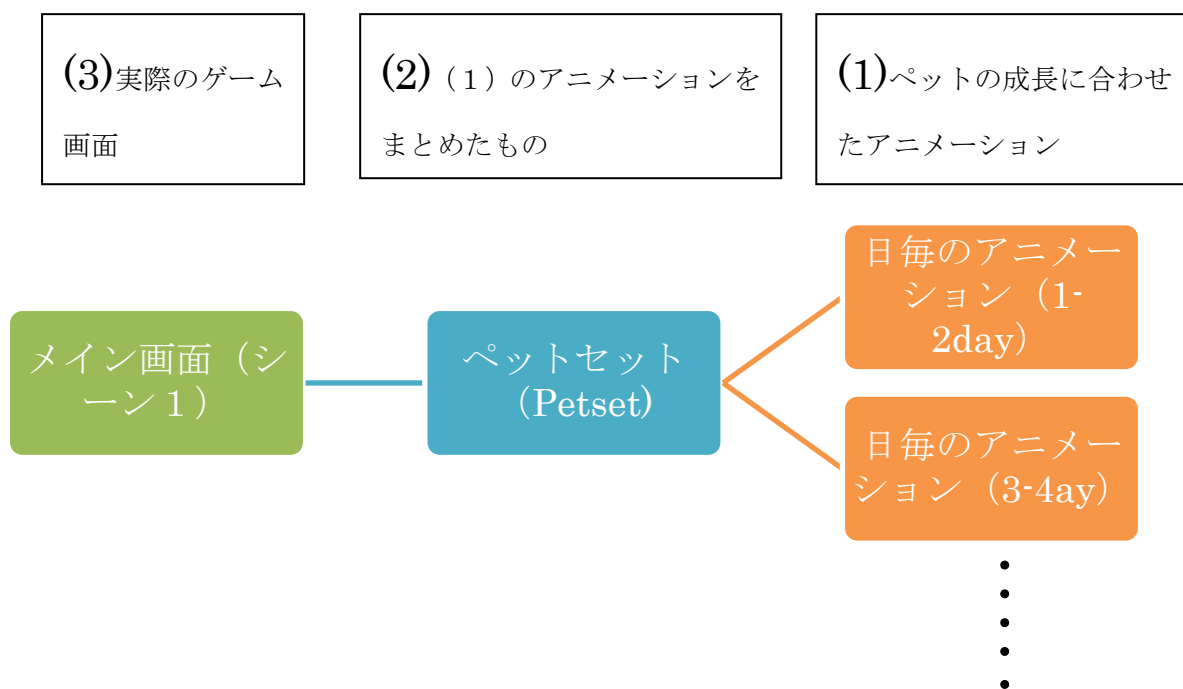 (3)実際のゲーム
画面
(2)（１）のアニメーションを
まとめたもの
(1)ペットの成長に合わせ
たアニメーション
メイン画面（シ
ーン１）
ペットセット
（Petset)
日毎のアニメー
ション（1-
2day）
日毎のアニメー
ション（3-4ay）